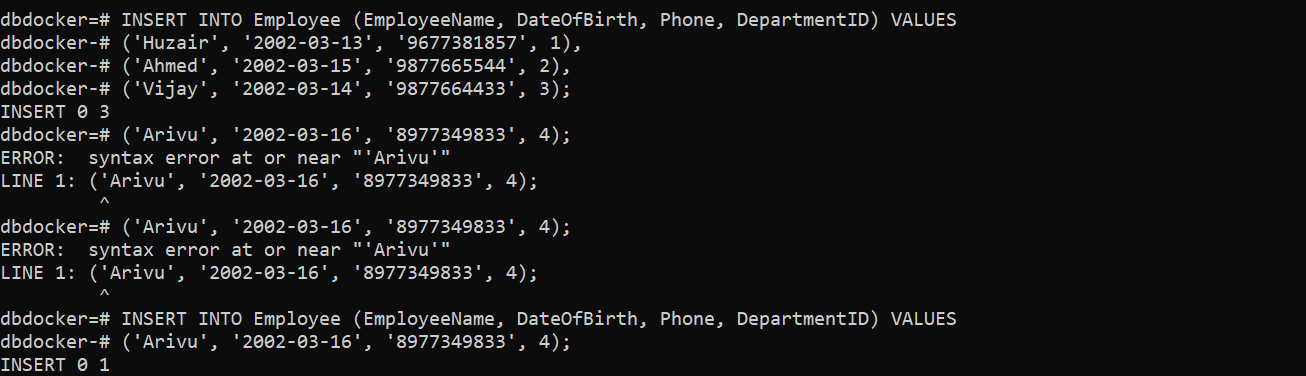 dbdocker=# INSERT INTO Employee (EmployeeName, DateOfBirth, Phone, DepartmentID) VALUES
dbdocker-# ('Huzair', '2002-03-13', '9677381857', 1),
dbdocker-# ('Ahmed', '2002-03-15', '9877665544', 2),
dbdocker-# ('Vijay', '2002-03-14', '9877664433', 3);
INSERT 0 3
dbdocker=# ('Arivu', '2002-03-16', '8977349833', 4);
ERROR:  syntax error at or near "'Arivu'"
LINE 1: ('Arivu', '2002-03-16', '8977349833', 4);
         ^
dbdocker=# ('Arivu', '2002-03-16', '8977349833', 4);
ERROR:  syntax error at or near "'Arivu'"
LINE 1: ('Arivu', '2002-03-16', '8977349833', 4);
         ^
dbdocker=# INSERT INTO Employee (EmployeeName, DateOfBirth, Phone, DepartmentID) VALUES
dbdocker-# ('Arivu', '2002-03-16', '8977349833', 4);
INSERT 0 1